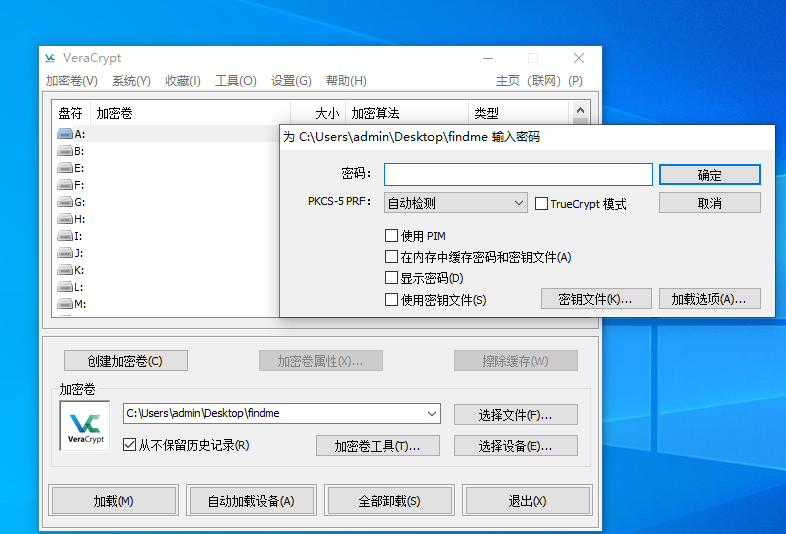 VeraCrypt
加密卷(V) 系统(Y) 收藏(I) 工具(O) 设置(G) 帮助(H) 主页 (联网) (P)
盘符 加密卷 大小 加密算法 类型
A:
B:
E:
F:
G:
H:
I:
J:
K:
L:
M:
为 C:\Users\admin\Desktop\findme 输入密码
密码: 确定
PKCS-5 PRF: 自动检测 TrueCrypt 模式 取消
使用 PIM
在内存中缓存密码和密钥文件(A)
显示密码(D)
使用密钥文件(S) 密钥文件(K)... 加载选项(A)...
创建加密卷(C) 加密卷属性(X)... 擦除缓存(W)
加密卷
VeraCrypt
C:\Users\admin\Desktop\findme 选择文件(F)...
从不保留历史记录(R) 加密卷工具(T)... 选择设备(E)...
加载(M) 自动加载设备(A) 全部卸载(S) 退出(X)